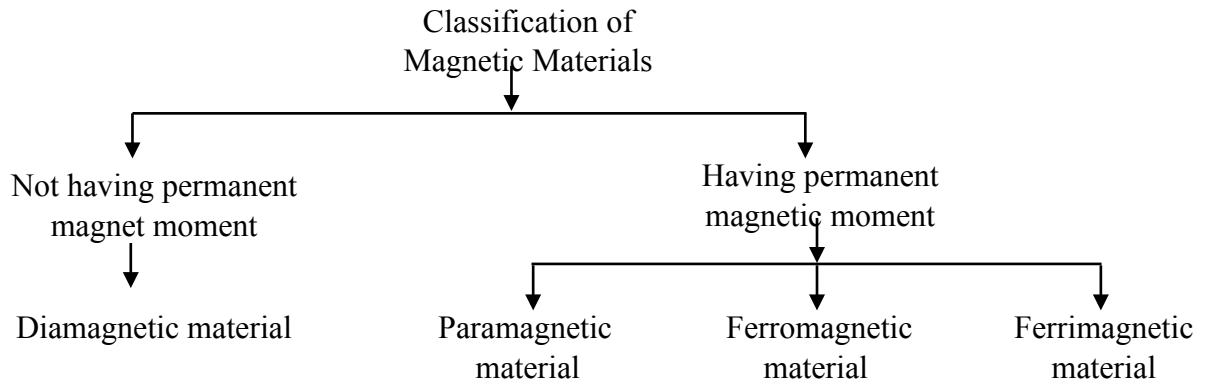 Classification of
Magnetic Materials
Not having permanent
magnet moment
Having permanent
magnetic moment
Diamagnetic material
Paramagnetic
material
Ferromagnetic
material
Ferrimagnetic
material